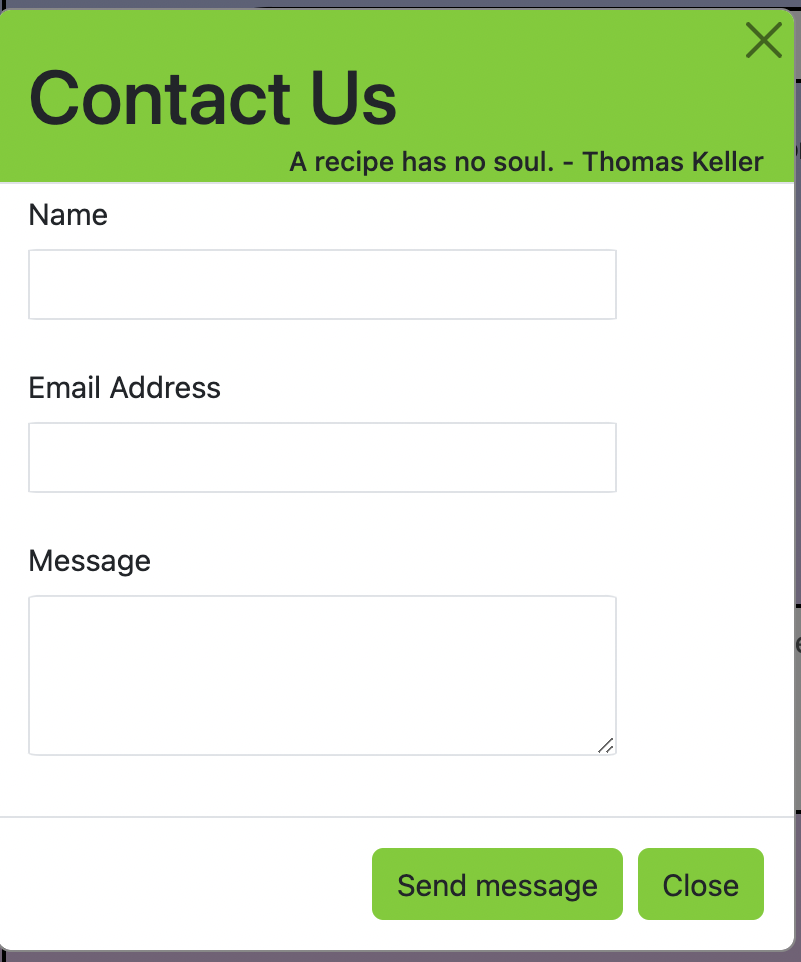 Contact Us
A recipe has no soul. - Thomas Keller
Name
Email Address
Message
Send message
Close